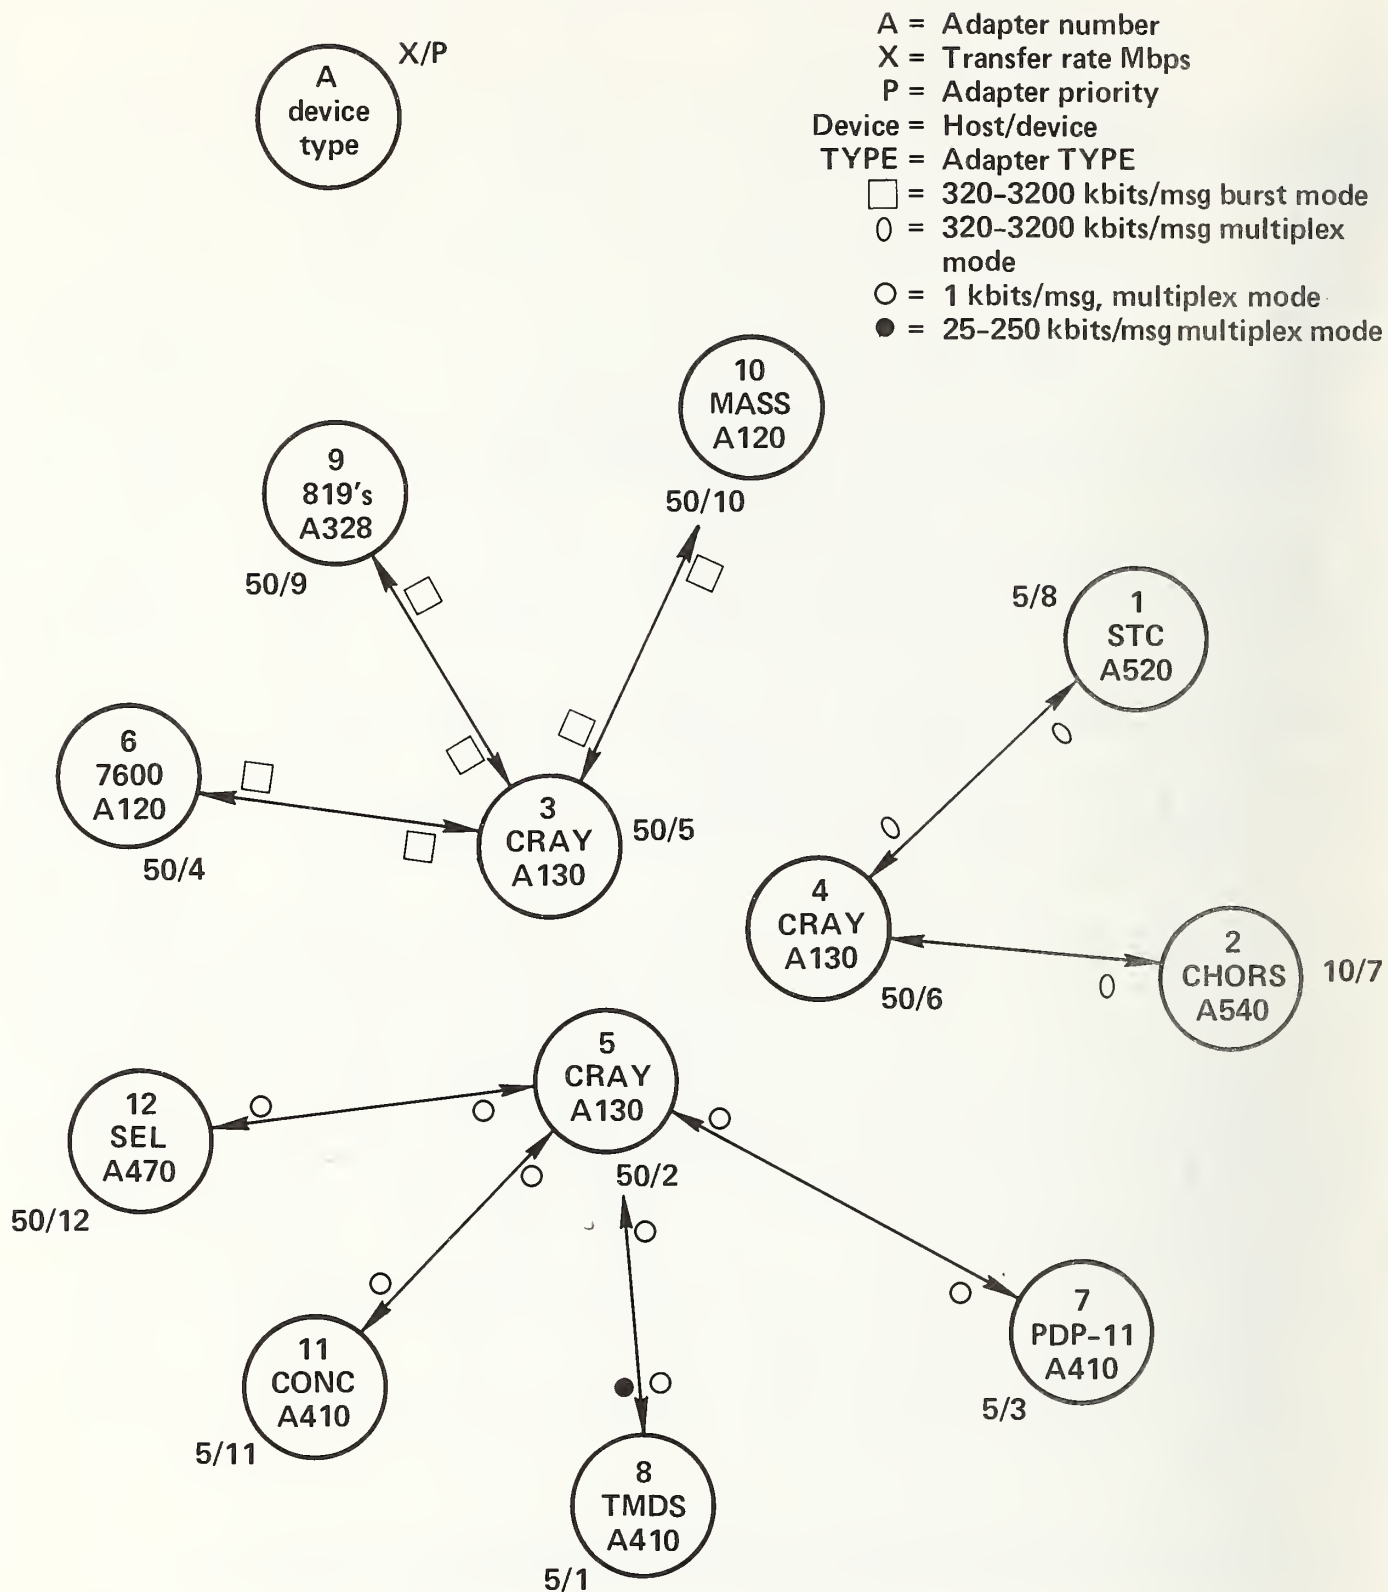 A
device
type
X/P
A = Adapter number
X = Transfer rate Mbps
P = Adapter priority
Device = Host/device
TYPE = Adapter TYPE
= 320-3200 kbits/msg burst mode
= 320-3200 kbits/msg multiplex
mode
= 1 kbits/msg, multiplex mode
= 25-250 kbits/msg multiplex mode
10
MASS
A120
50/10
9
819's
A328
50/9
5/8
1
STC
A520
6
7600
A120
50/4
3
CRAY
A130
50/5
4
CRAY
A130
50/6
2
CHORS
A540
10/7
5
CRAY
A130
50/2
12
SEL
A470
50/12
11
CONC
A410
5/11
7
PDP-11
A410
5/3
8
TMDS
A410
5/1